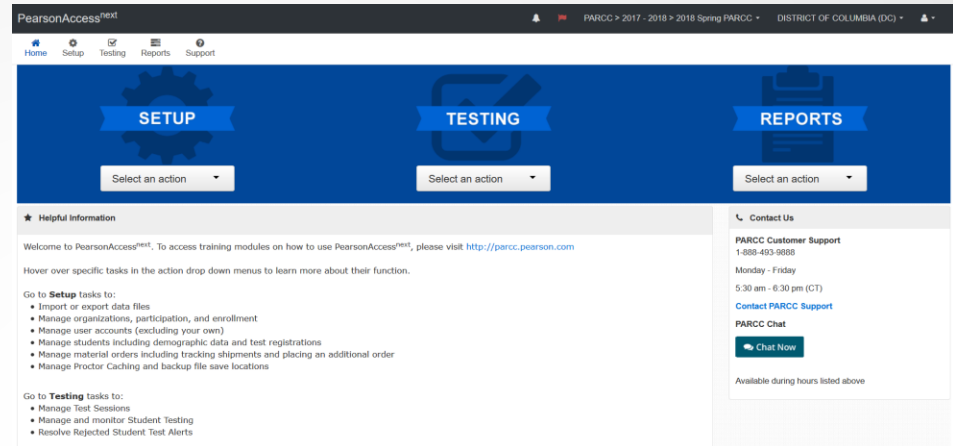 PearsonAccessnext
PARCC > 2017 - 2018 > 2018 Spring PARCC
DISTRICT OF COLUMBIA (DC)
Home Setup Testing Reports Support
SETUP
TESTING
REPORTS
Select an action
Select an action
Select an action
Helpful Information
Welcome to PearsonAccessnext. To access training modules on how to use PearsonAccessnext, please visit http://parcc.pearson.com
Hover over specific tasks in the action drop down menus to learn more about their function.
Go to Setup tasks to:
• Import or export data files
• Manage organizations, participation, and enrollment
• Manage user accounts (excluding your own)
• Manage students including demographic data and test registrations
• Manage material orders including tracking shipments and placing an additional order
• Manage Proctor Caching and backup file save locations
Go to Testing tasks to:
• Manage Test Sessions
• Manage and monitor Student Testing
• Resolve Rejected Student Test Alerts
Contact Us
PARCC Customer Support
1-888-493-9888
Monday - Friday
5:30 am - 6:30 pm (CT)
Contact PARCC Support
PARCC Chat
Chat Now
Available during hours listed above